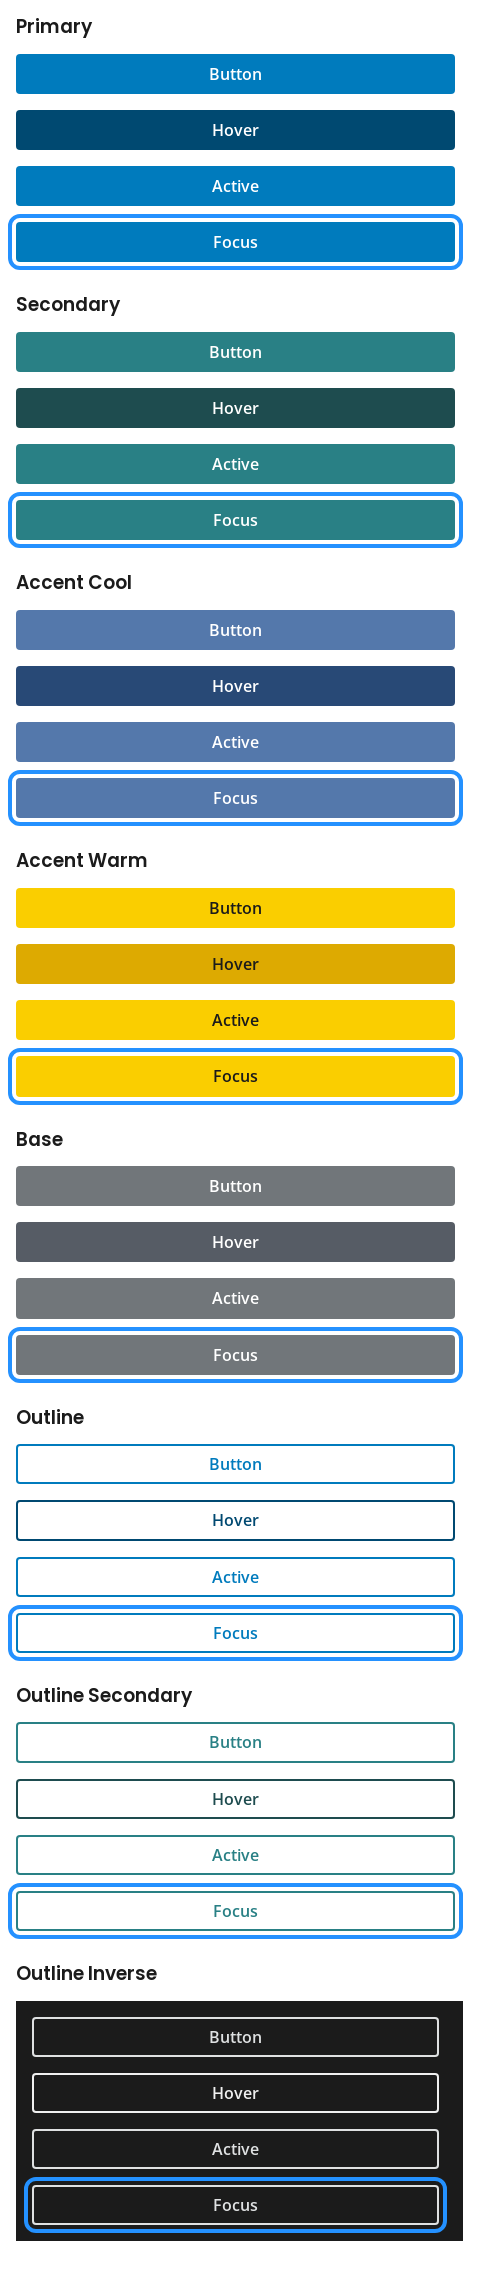 Primary
Button
Hover
Active
Focus
Secondary
Button
Hover
Active
Focus
Accent Cool
Button
Hover
Active
Focus
Accent Warm
Button
Hover
Active
Focus
Base
Button
Hover
Active
Focus
Outline
Button
Hover
Active
Focus
Outline Secondary
Button
Hover
Active
Focus
Outline Inverse
Button
Hover
Active
Focus